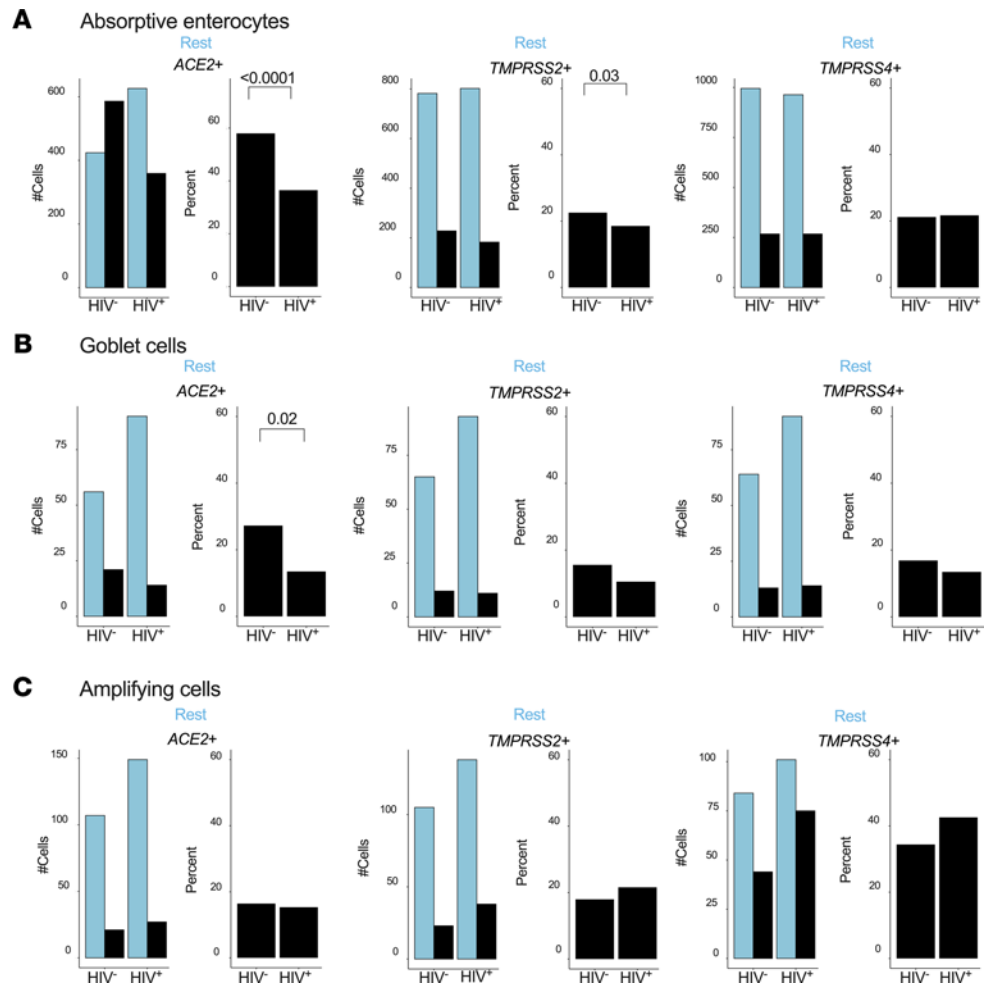 A Absorptive enterocytes
Rest Rest Rest
ACE2+ TMPRSS2+ TMPRSS4+
<0.0001 0.03
600 400 200 0
#Cells
60 40 20 0
Percent
800 600 400 200 0
#Cells
60 40 20 0
Percent
1000 750 500 250 0
#Cells
60 40 20 0
Percent
HIV- HIV+ HIV- HIV+ HIV- HIV+ HIV- HIV+ HIV- HIV+ HIV- HIV+
B Goblet cells
Rest Rest Rest
ACE2+ TMPRSS2+ TMPRSS4+
0.02
75 50 25 0
#Cells
60 40 20 0
Percent
75 50 25 0
#Cells
60 40 20 0
Percent
75 50 25 0
#Cells
60 40 20 0
Percent
HIV- HIV+ HIV- HIV+ HIV- HIV+ HIV- HIV+ HIV- HIV+ HIV- HIV+
C Amplifying cells
Rest Rest Rest
ACE2+ TMPRSS2+ TMPRSS4+
150 100 50 0
#Cells
60 40 20 0
Percent
100 50 0
#Cells
60 40 20 0
Percent
100 75 50 25 0
#Cells
60 40 20 0
Percent
HIV- HIV+ HIV- HIV+ HIV- HIV+ HIV- HIV+ HIV- HIV+ HIV- HIV+